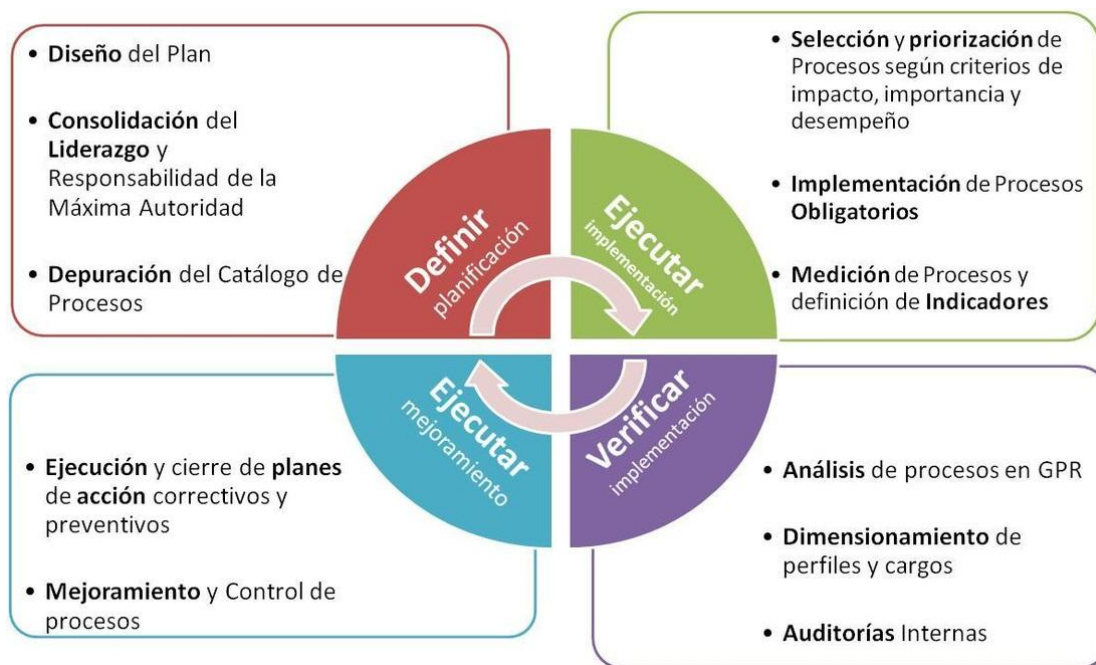 • Diseño del Plan
• Consolidación del
Liderazgo y
Responsabilidad de la
Máxima Autoridad
• Depuración del Catálogo de
Procesos
• Selección y priorización de
Procesos según criterios de
impacto, importancia y
desempeño
• Implementación de Procesos
Obligatorios
• Medición de Procesos y
definición de Indicadores
Definir
planificación
Ejecutar
implementación
Ejecutar
mejoramiento
Verificar
implementación
• Ejecución y cierre de planes
de acción correctivos y
preventivos
• Mejoramiento y Control de
procesos
• Análisis de procesos en GPR
• Dimensionamiento de
perfiles y cargos
• Auditorías Internas